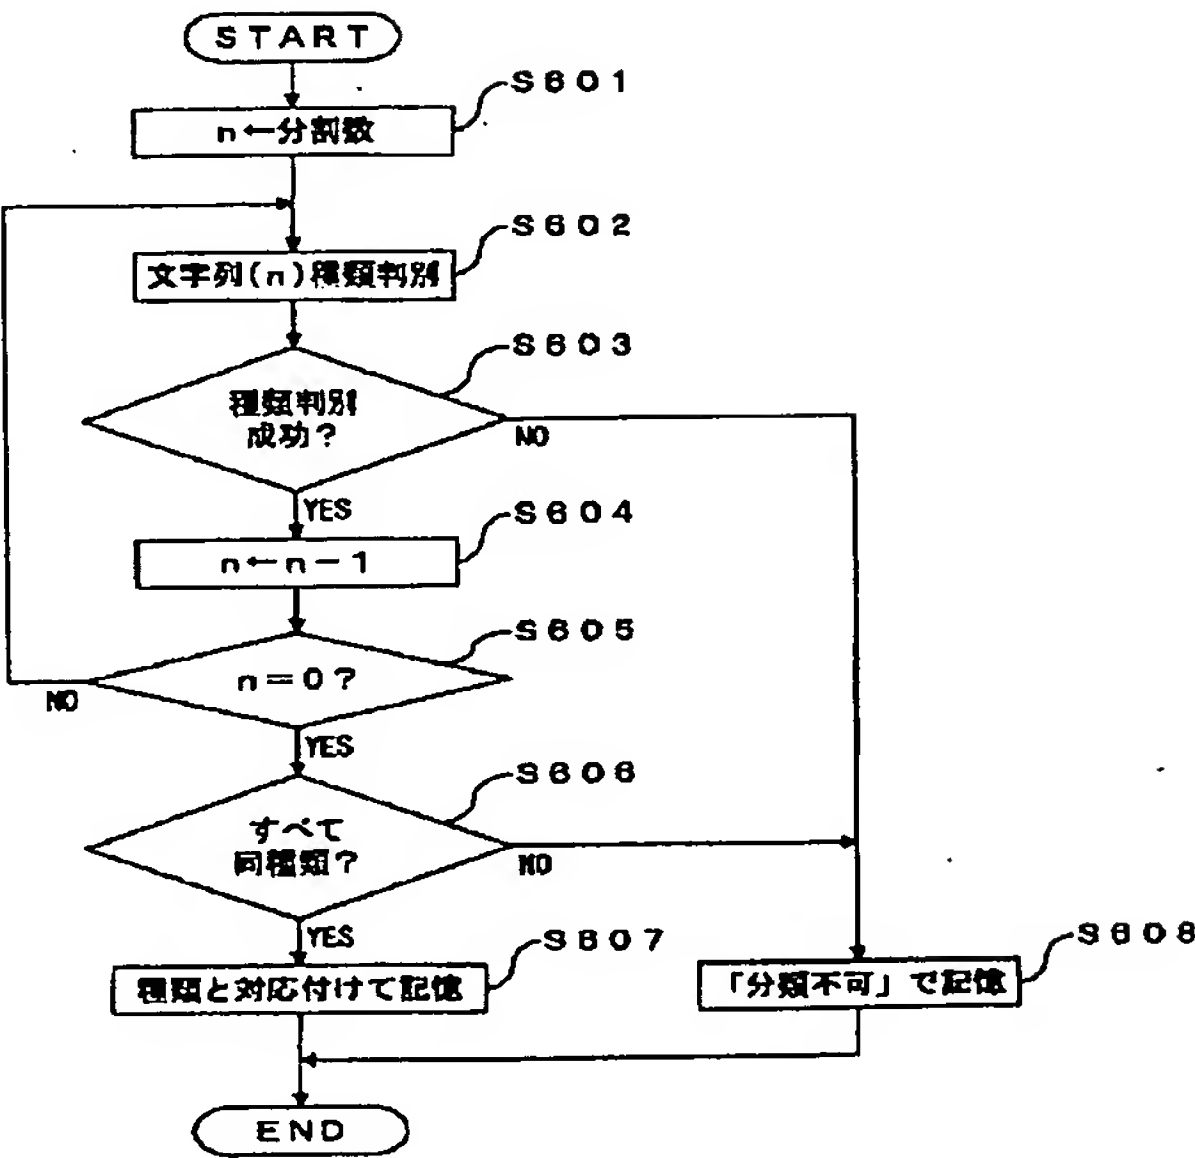 START
S601
n←分割数
S602
文字列(n)種類判別
S603
種類判別
成功?
NO
YES
S604
n←n-1
S605
n=0?
NO
YES
S606
すべて
同種類?
NO
YES
S607
種類と対応付けて記憶
S608
「分類不可」で記憶
END